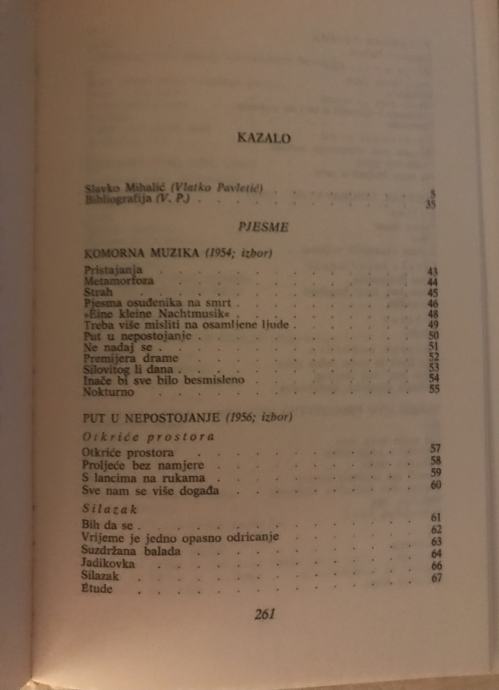 KAZALO
Slavko Mihalić (Vlatko Pavletić) . . . . . . 5
Bibliografija (V. P.) . . . . . . . . 35
PJESME
KOMORNA MUZIKA (1954; izbor)
Pristajanja . . . . . . . . . . 43
Metamorfoza . . . . . . . . . . 44
Strah . . . . . . . . . . 45
Pjesma osuđenika na smrt . . . . . . . 46
»Eine kleine Nachtmusik« . . . . . . . 48
Treba više misliti na osamljene ljude . . . . . 49
Put u nepostojanje . . . . . . . . 50
Ne nadaj se . . . . . . . . . . 51
Premijera drame . . . . . . . . 52
Silovitog li dana . . . . . . . . . 53
Inače bi sve bilo besmisleno . . . . . . 54
Nokturno . . . . . . . . . . 55
PUT U NEPOSTOJANJE (1956; izbor)
Otkriće prostora
Otkriće prostora . . . . . . . . 57
Proljeće bez namjere . . . . . . . . 58
S lancima na rukama . . . . . . . . 59
Sve nam se više događa . . . . . . . 60
Silazak
Bih da se . . . . . . . . . . 61
Vrijeme je jedno opasno odricanje . . . . . 62
Suzdržana balada . . . . . . . . 63
Jadikovka . . . . . . . . . . 64
Silazak . . . . . . . . . . 66
Étude . . . . . . . . . . 67
261